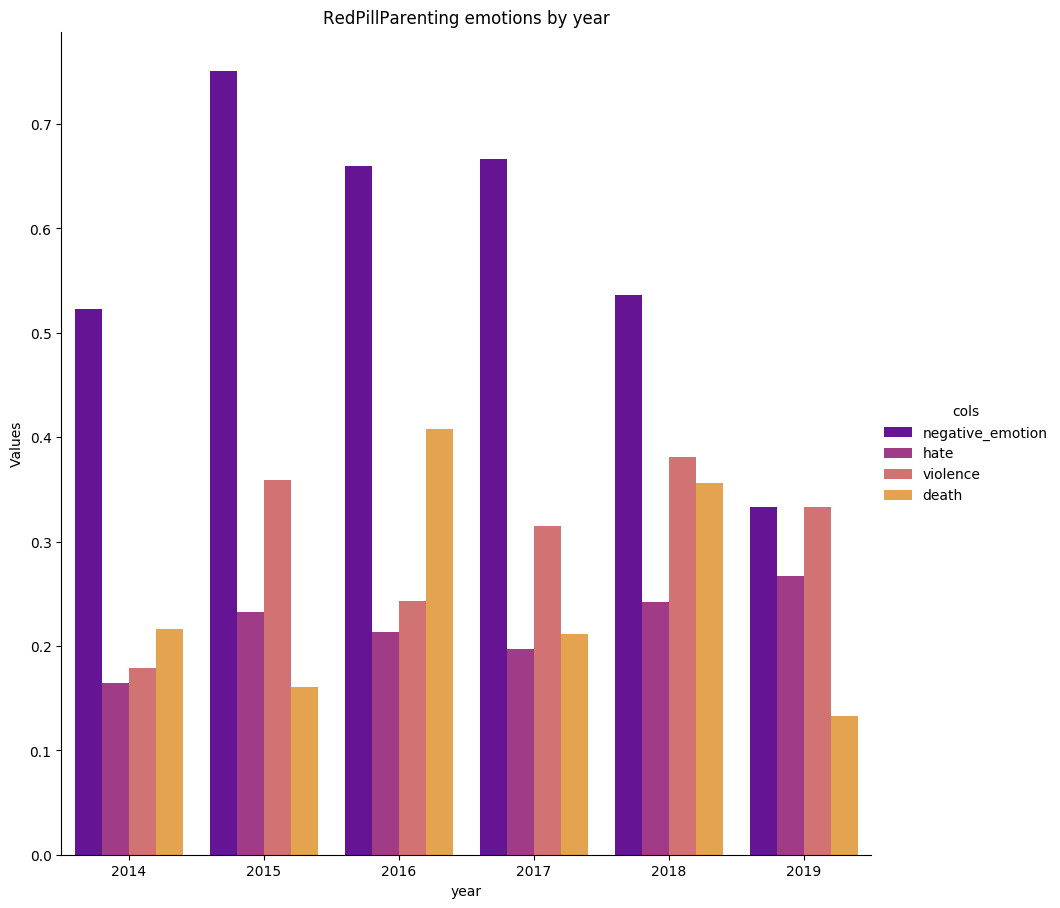 RedPillParenting emotions by year
Values
0.7
0.6
0.5
0.4
0.3
0.2
0.1
0.0
2014 2015 2016 2017 2018 2019
year
cols
negative_emotion
hate
violence
death